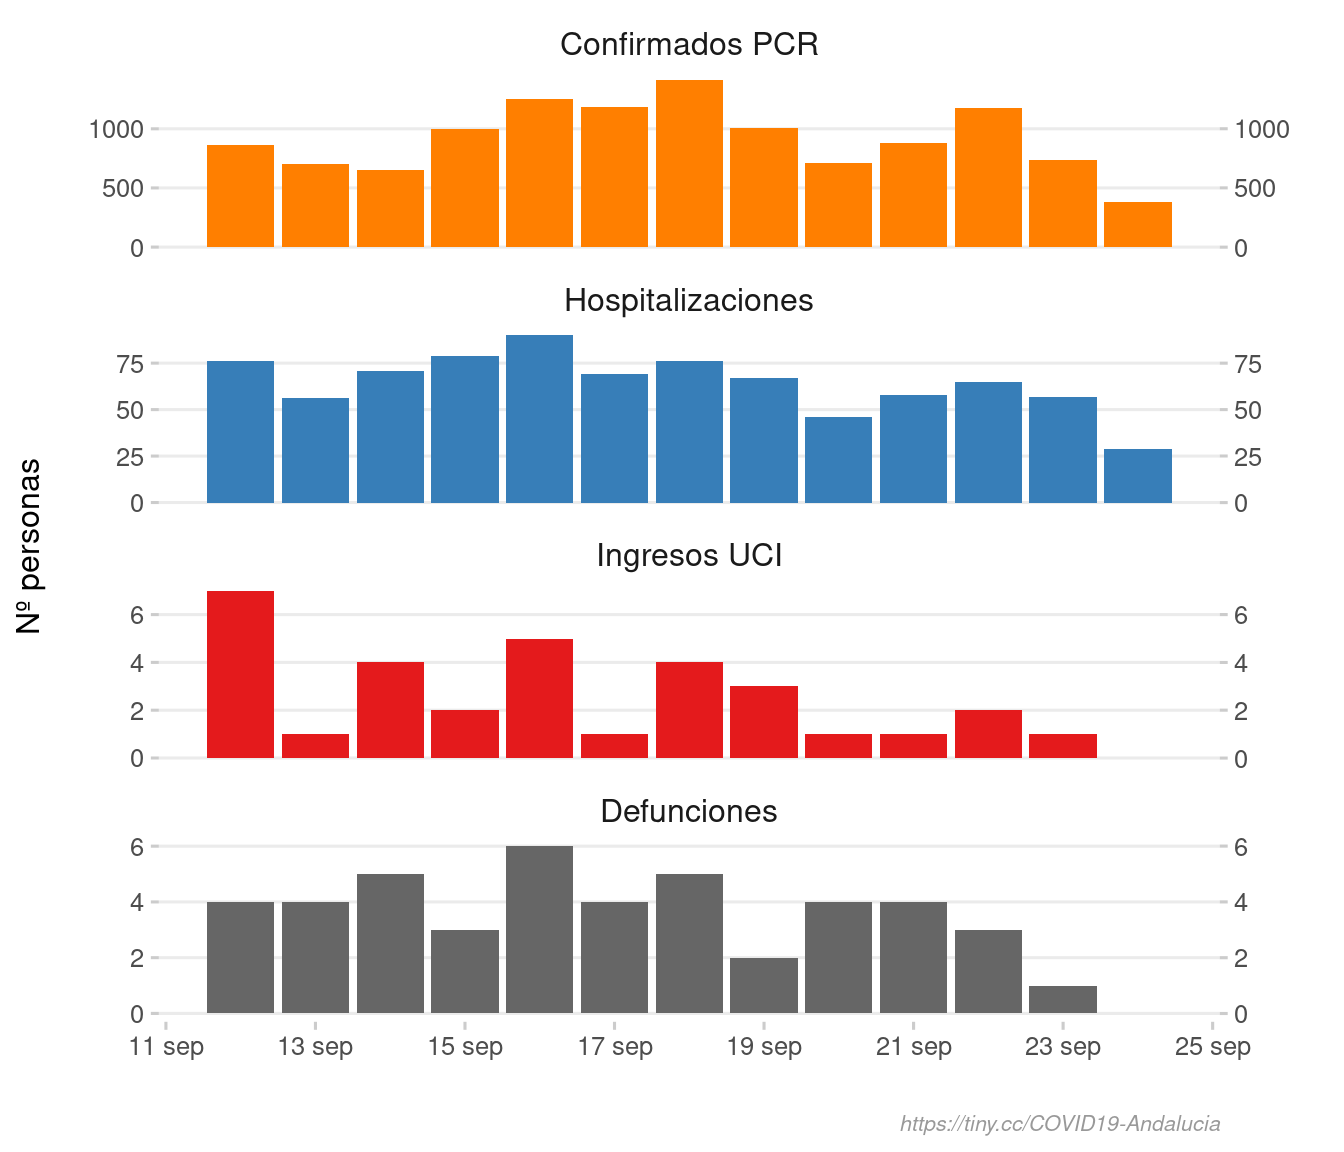 Confirmados PCR
1000 1000
500 500
0 0
Hospitalizaciones
75 75
50 50
25 25
0 0
Ingresos UCI
6 6
4 4
2 2
0 0
Defunciones
6 6
4 4
2 2
0 0
11 sep 13 sep 15 sep 17 sep 19 sep 21 sep 23 sep 25 sep
Nº personas
https://tiny.cc/COVID19-Andalucia